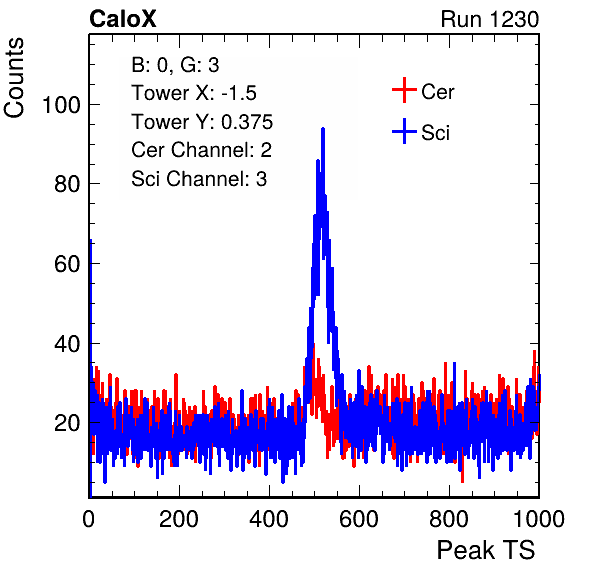 CaloX
Run 1230
Counts
B: 0, G: 3
Tower X: -1.5
Tower Y: 0.375
Cer Channel: 2
Sci Channel: 3
Cer
Sci
100
80
60
40
20
0 200 400 600 800 1000
Peak TS